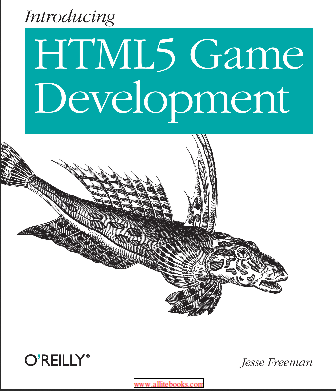 Introducing
HTML5 Game
Development
O'REILLY®
Jesse Freeman
www.allitebooks.com